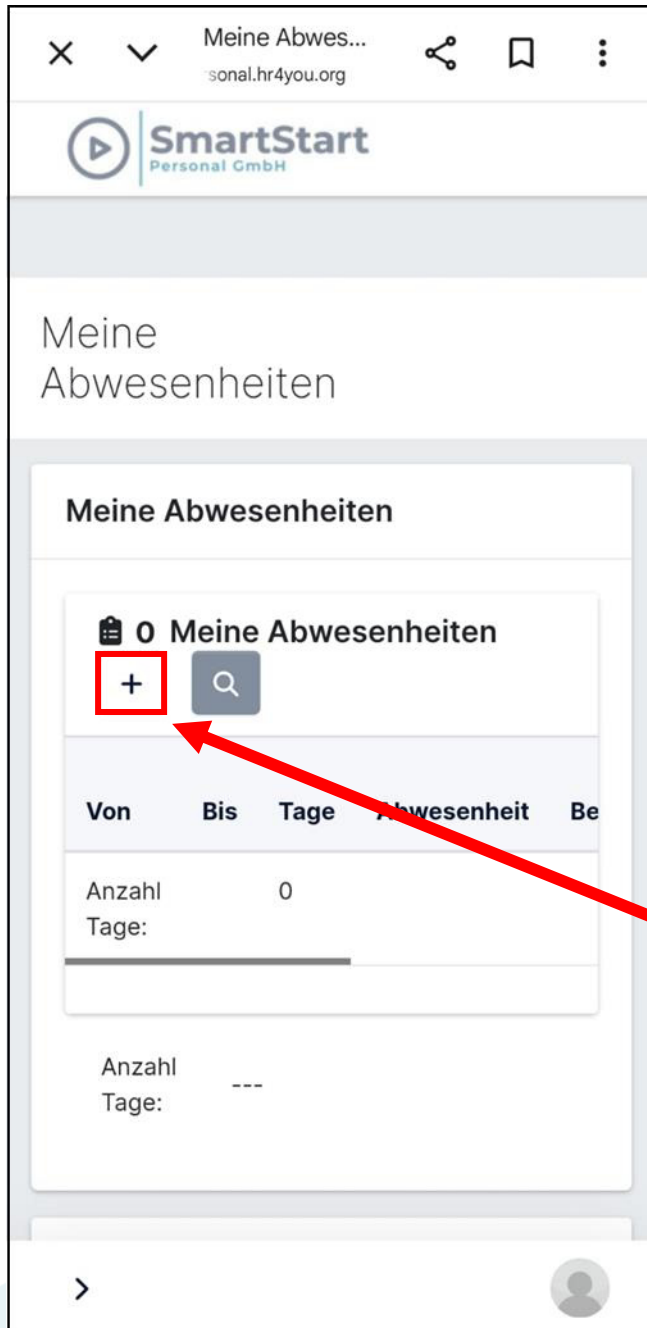 Meine Abwes...
sonal.hr4you.org
SmartStart
Personal GmbH
Meine
Abwesenheiten
Meine Abwesenheiten
0 Meine Abwesenheiten
+
Von Bis Tage Abwesenheit Be
Anzahl 0
Tage:
Anzahl ---
Tage: